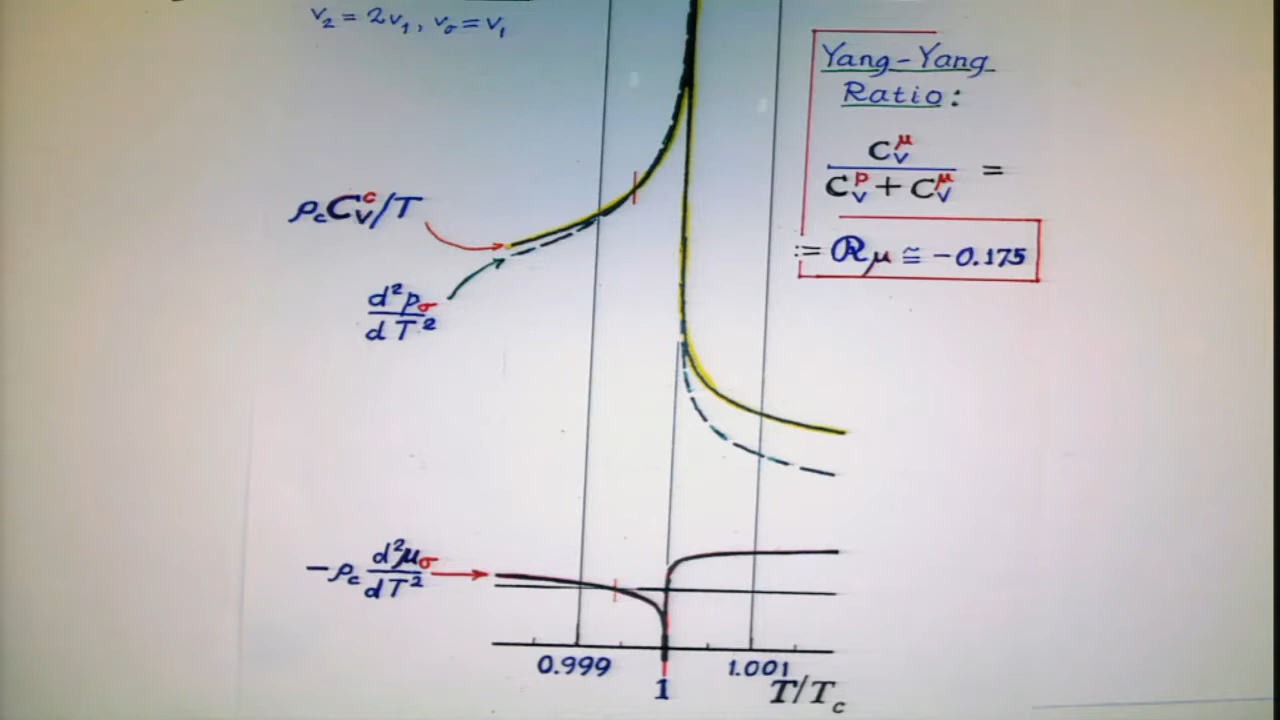 v₂ = 2v₁, v₀ = v₁
Yang-Yang
Ratio:
C_V^μ / (C_V^p + C_V^μ) =
:= ℛ_μ ≅ -0.175
ρ_c C_V^c/T
d²p_σ / dT²
-ρ_c d²μ_σ / dT²
0.999
1
1.001
T/T_c